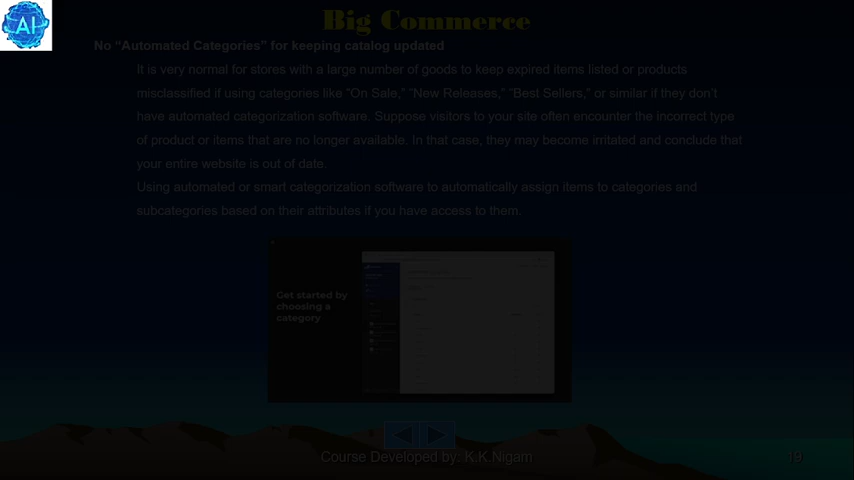 AI
Big Commerce
No “Automated Categories” for keeping catalog updated
It is very normal for stores with a large number of goods to keep expired items listed or products
misclassified if using categories like “On Sale,” “New Releases,” “Best Sellers,” or similar if they don’t
have automated categorization software. Suppose visitors to your site often encounter the incorrect type
of product or items that are no longer available. In that case, they may become irritated and conclude that
your entire website is out of date.
Using automated or smart categorization software to automatically assign items to categories and
subcategories based on their attributes if you have access to them.
Get started by
choosing a
category
Course Developed by: K.K.Nigam
19